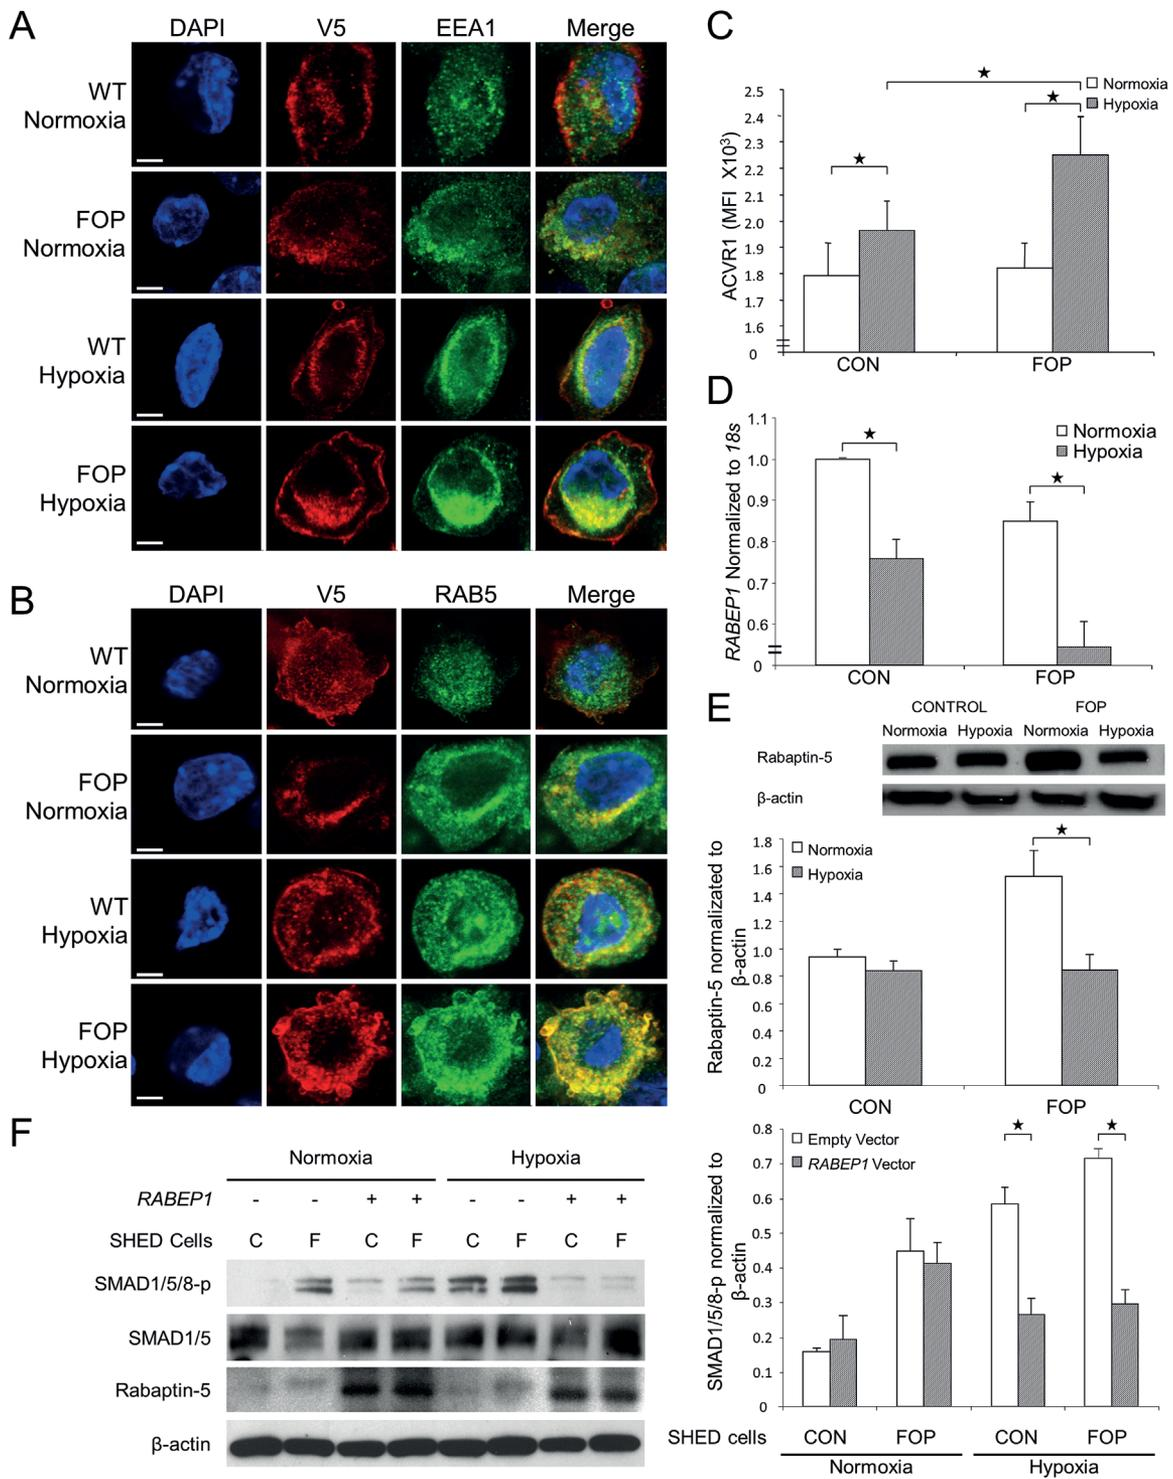 A
DAPI V5 EEA1 Merge
WT
Normoxia
FOP
Normoxia
WT
Hypoxia
FOP
Hypoxia
B
DAPI V5 RAB5 Merge
WT
Normoxia
FOP
Normoxia
WT
Hypoxia
FOP
Hypoxia
C
Normoxia
Hypoxia
ACVR1 (MFI X10³)
2.5
2.4
2.3
2.2
2.1
2.0
1.9
1.8
1.7
1.6
0
CON FOP
D
Normoxia
Hypoxia
RABEP1 Normalized to 18s
1.1
1.0
0.9
0.8
0.7
0.6
0
CON FOP
E
CONTROL FOP
Normoxia Hypoxia Normoxia Hypoxia
Rabaptin-5
β-actin
Normoxia
Hypoxia
Rabaptin-5 normalizated to
β-actin
1.8
1.6
1.4
1.2
1.0
0.8
0.6
0.4
0.2
0
CON FOP
F
Normoxia Hypoxia
RABEP1 - - + + - - + +
SHED Cells C F C F C F C F
SMAD1/5/8-p
SMAD1/5
Rabaptin-5
β-actin
Empty Vector
RABEP1 Vector
SMAD1/5/8-p normalized to
β-actin
0.8
0.7
0.6
0.5
0.4
0.3
0.2
0.1
0
SHED cells CON FOP CON FOP
Normoxia Hypoxia